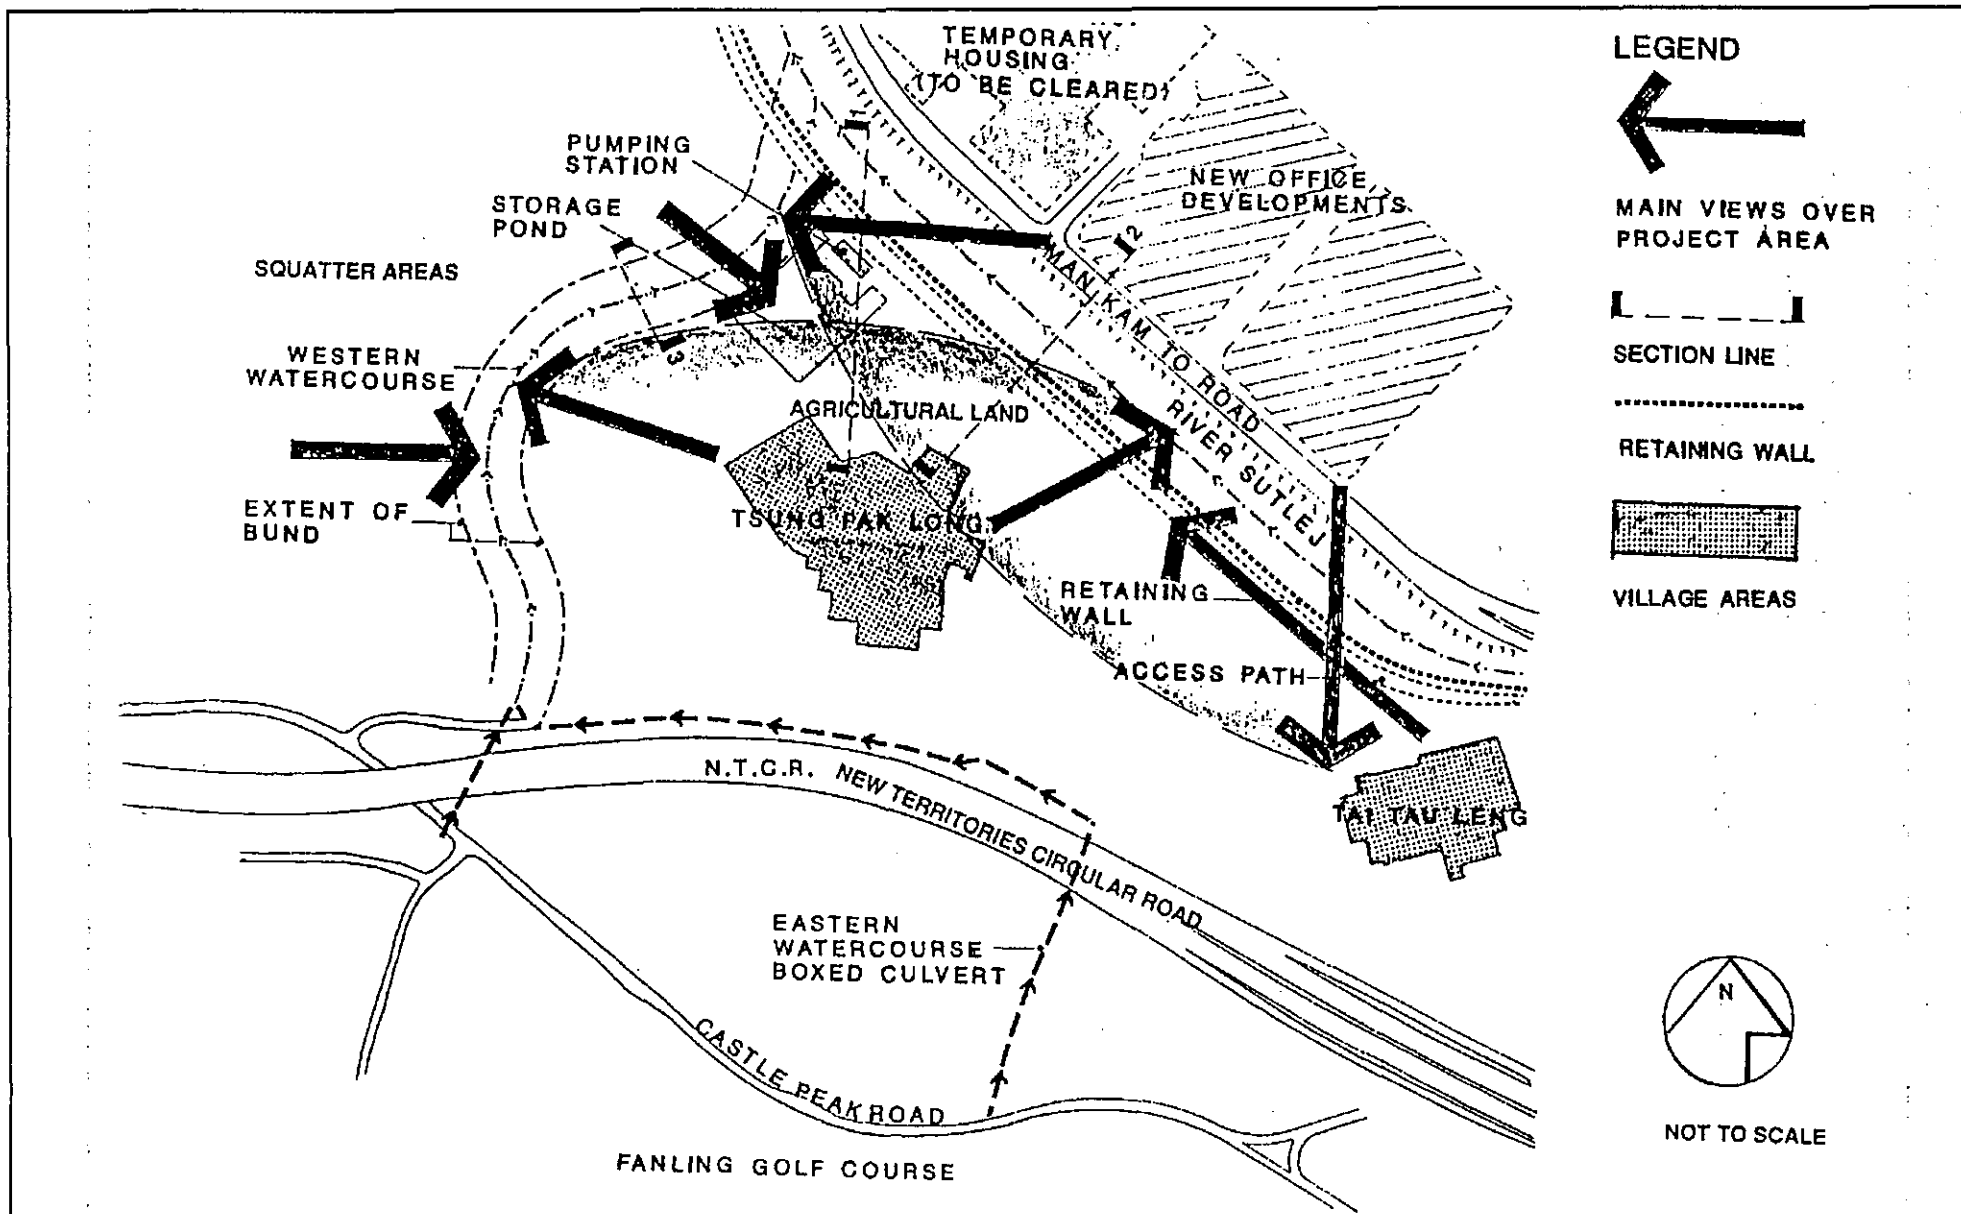 TEMPORARY
HOUSING
(TO BE CLEARED)
PUMPING
STATION
STORAGE
POND
SQUATTER AREAS
WESTERN
WATERCOURSE
EXTENT OF
BUND
1
2
3
NEW OFFICE
DEVELOPMENTS
MAN KAM TO ROAD
RIVER SUTLEJ
AGRICULTURAL LAND
TSUNG PAK LONG
RETAINING
WALL
ACCESS PATH
TAI TAU LENG
N.T.C.R. NEW TERRITORIES CIRCULAR ROAD
EASTERN
WATERCOURSE
BOXED CULVERT
CASTLE PEAK ROAD
FANLING GOLF COURSE
LEGEND
MAIN VIEWS OVER
PROJECT AREA
SECTION LINE
RETAINING WALL
VILLAGE AREAS
N
NOT TO SCALE